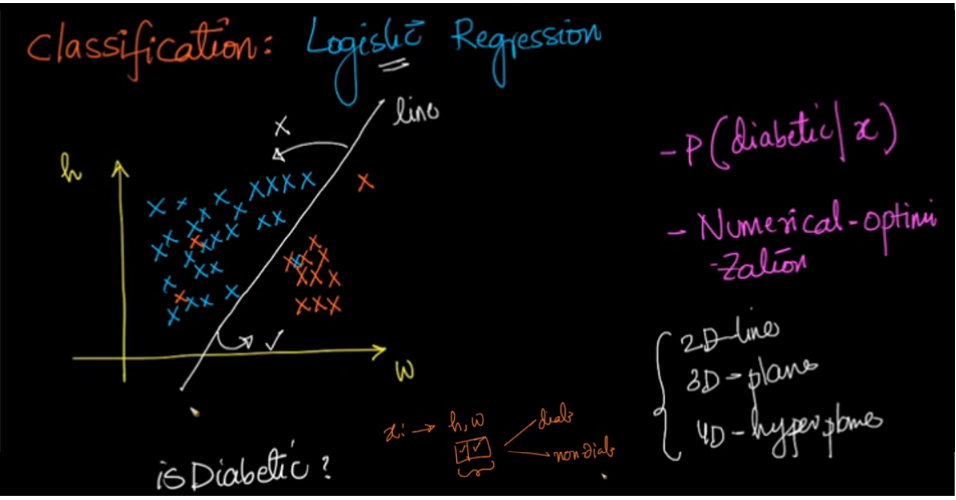 Classification: Logistic Regression
line
X
h
- P(diabetic/x)
- Numerical-optimi
-zation
✓
W
2D-line
3D-plane
4D-hyperplane
xi → h, w
diab
non diab
is Diabetic?